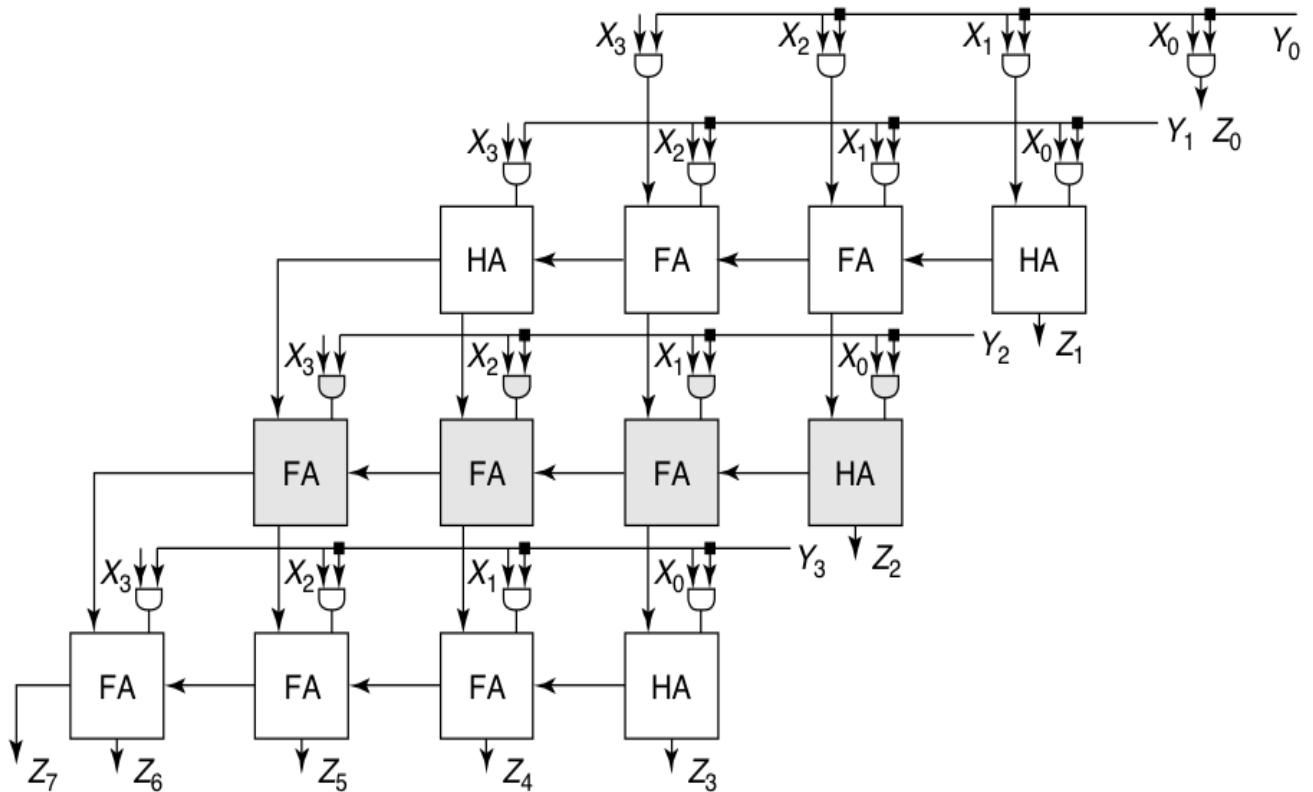 X3 X2 X1 X0 Y0
X3 X2 X1 X0 Y1 Z0
HA FA FA HA
X3 X2 X1 X0 Y2 Z1
FA FA FA HA
X3 X2 X1 X0 Y3 Z2
FA FA FA HA
Z7 Z6 Z5 Z4 Z3